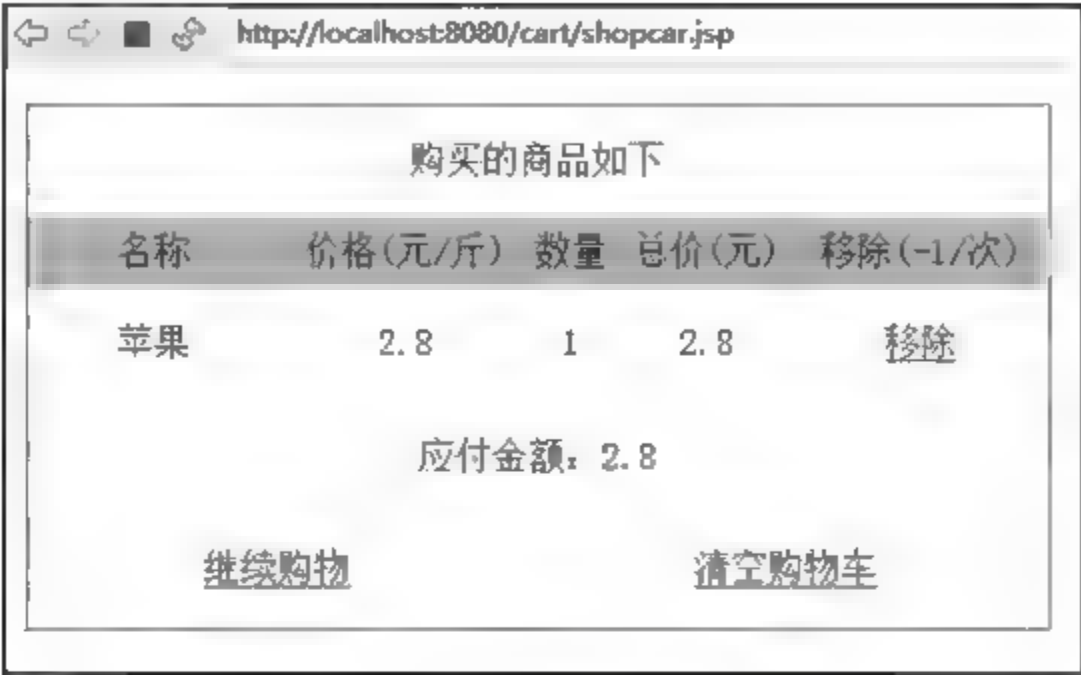 http://localhost:8080/cart/shopcar.jsp
购买的商品如下
名称 价格(元/斤) 数量 总价(元) 移除(-1/次)
苹果 2.8 1 2.8 移除
应付金额：2.8
继续购物 清空购物车